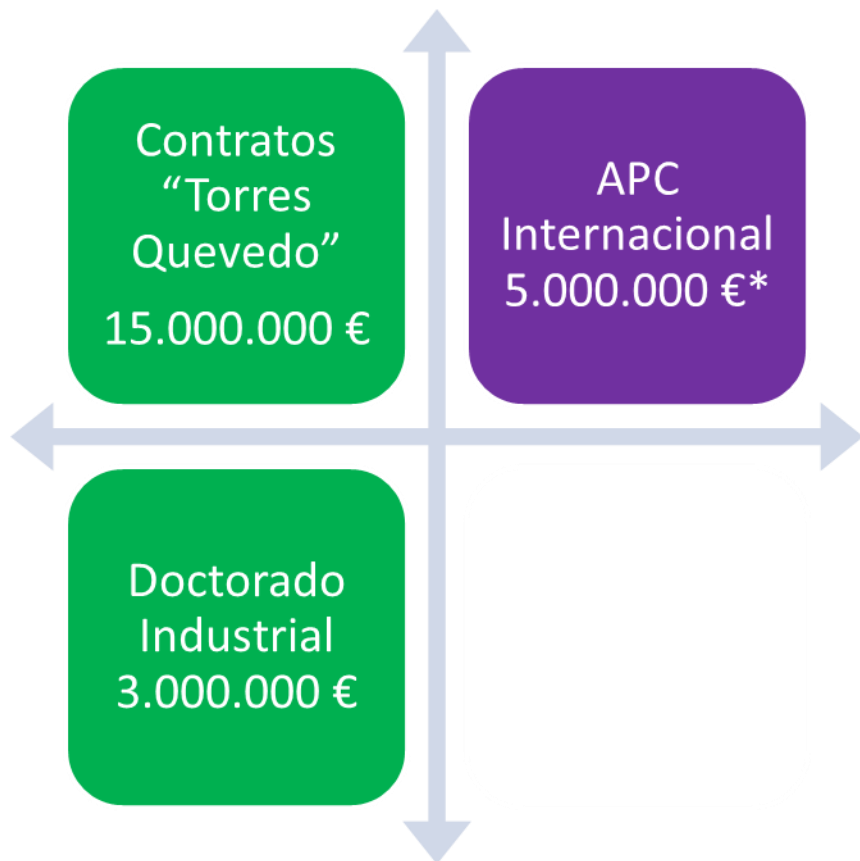 Contratos
“Torres
Quevedo”
15.000.000 €
APC
Internacional
5.000.000 €*
Doctorado
Industrial
3.000.000 €